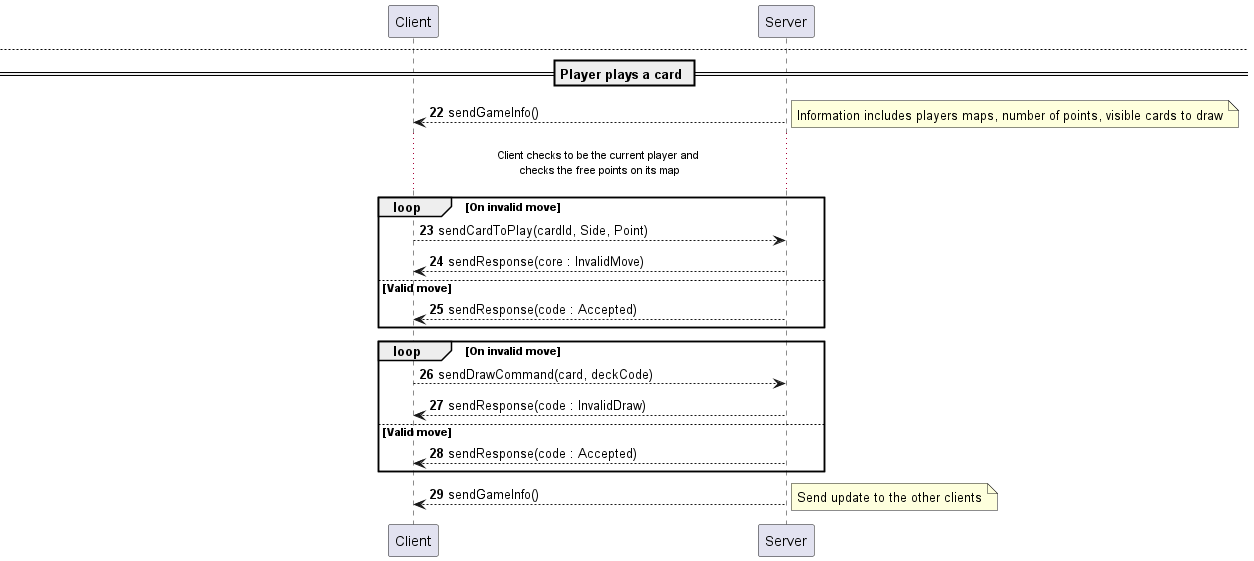 Client
Server
Player plays a card
22 sendGameInfo()
Information includes players maps, number of points, visible cards to draw
Client checks to be the current player and
checks the free points on its map
loop
[On invalid move]
23 sendCardToPlay(cardId, Side, Point)
24 sendResponse(core : InvalidMove)
[Valid move]
25 sendResponse(code : Accepted)
loop
[On invalid move]
26 sendDrawCommand(card, deckCode)
27 sendResponse(code : InvalidDraw)
[Valid move]
28 sendResponse(code : Accepted)
29 sendGameInfo()
Send update to the other clients
Client
Server